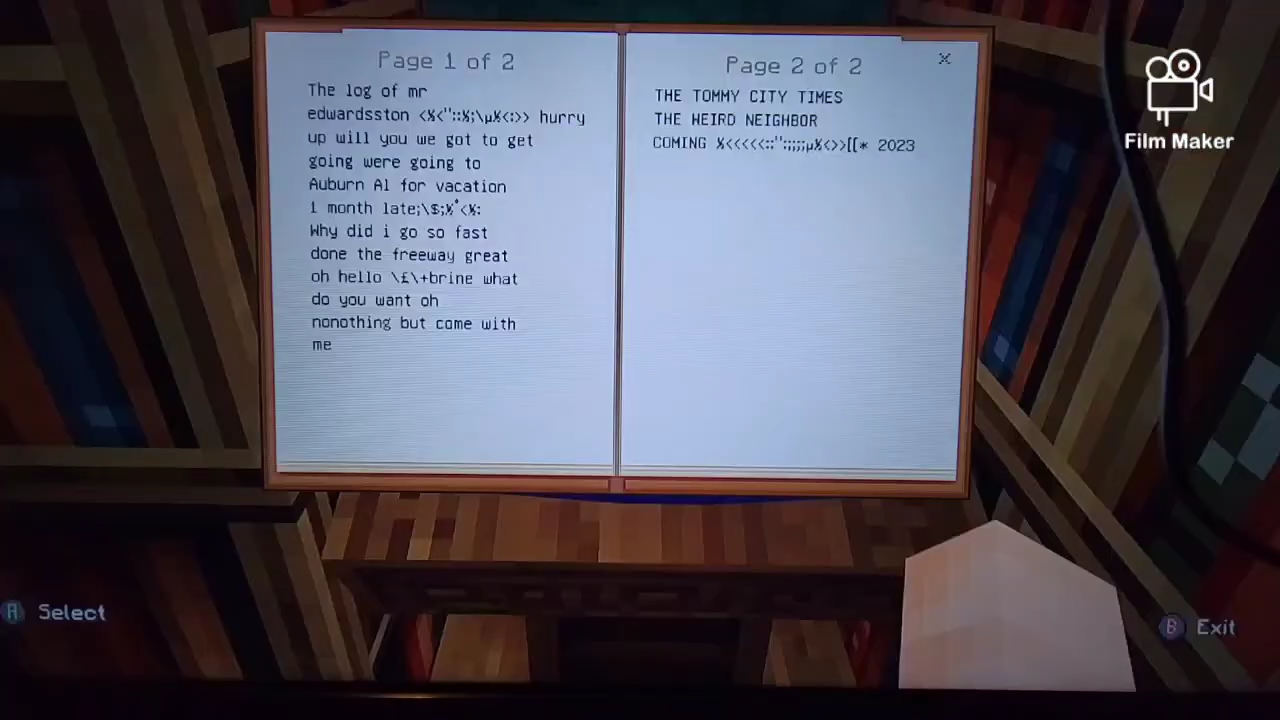 Page 1 of 2
The log of mr
edwardsston <%<"::%;\µ%<:>> hurry
up will you we got to get
going were going to
Auburn Al for vacation
1 month late;\$;%°<%:
Why did i go so fast
done the freeway great
oh hello \£\+brine what
do you want oh
nonothing but come with
me
Page 2 of 2
THE TOMMY CITY TIMES
THE WEIRD NEIGHBOR
COMING %<<<<<::":;;;;µ%<>>[[* 2023
Film Maker
A Select
B Exit